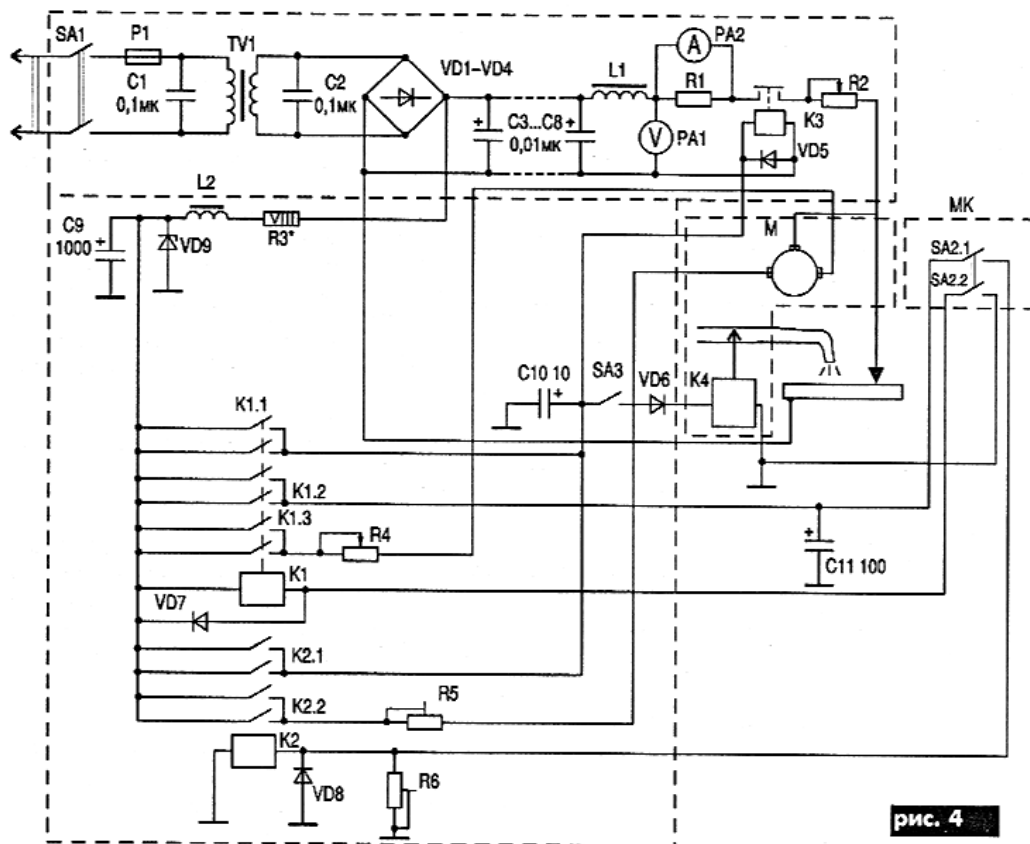 SA1
P1
TV1
C1
0,1мк
C2
0,1мк
VD1–VD4
L1
A
PA2
R1
R2
C3...C8
0,01мк
V
PA1
K3
VD5
L2
C9
1000
VD9
R3*
M
MK
SA2.1
SA2.2
C10 10
SA3
VD6
K4
K1.1
K1.2
K1.3
R4
K1
C11 100
VD7
K2.1
K2.2
R5
K2
VD8
R6
рис. 4